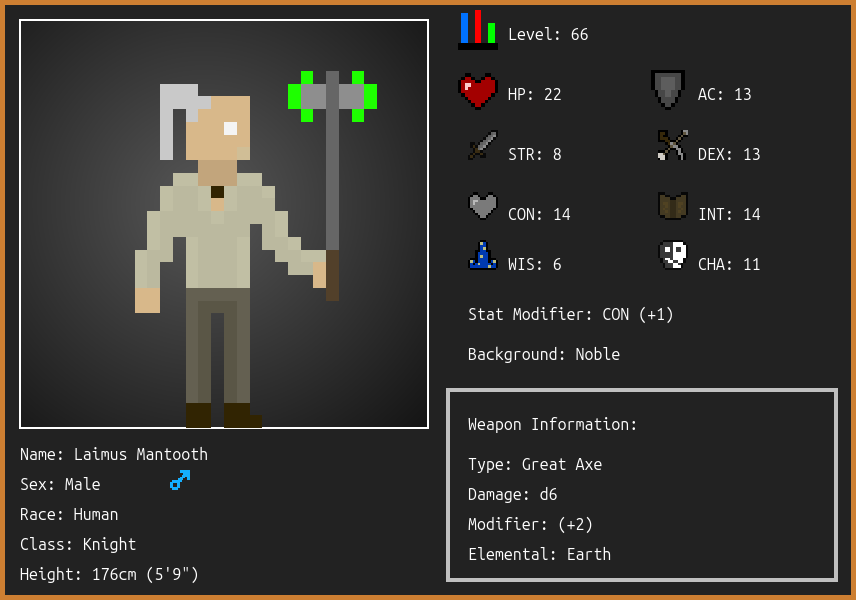 Level: 66
HP: 22
AC: 13
STR: 8
DEX: 13
CON: 14
INT: 14
WIS: 6
CHA: 11
Stat Modifier: CON (+1)
Background: Noble
Weapon Information:
Type: Great Axe
Damage: d6
Modifier: (+2)
Elemental: Earth
Name: Laimus Mantooth
Sex: Male
Race: Human
Class: Knight
Height: 176cm (5'9")